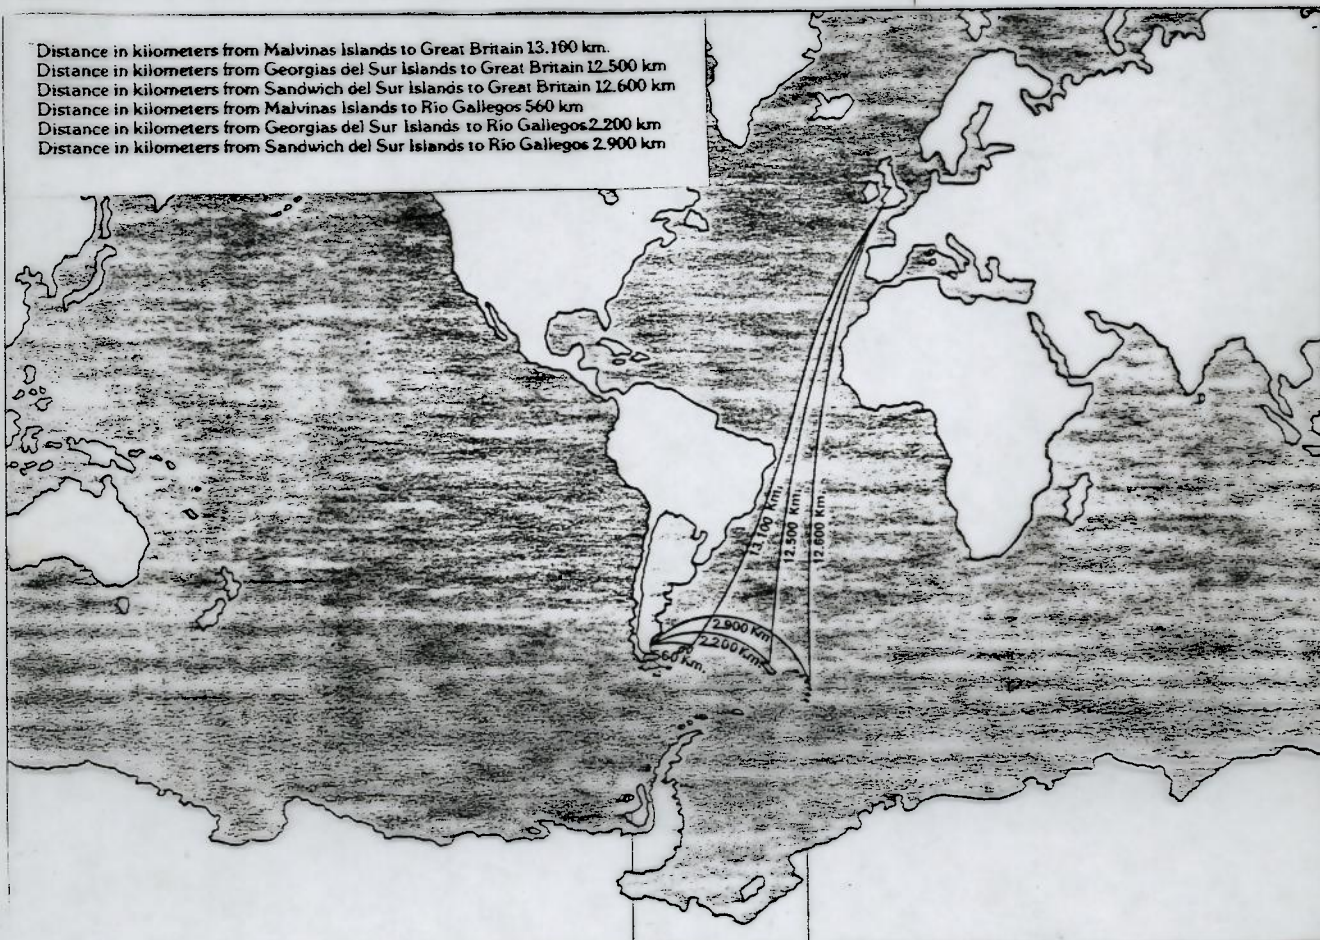 Distance in kilometers from Malvinas Islands to Great Britain 13.100 km.
Distance in kilometers from Georgias del Sur Islands to Great Britain 12.500 km
Distance in kilometers from Sandwich del Sur Islands to Great Britain 12.600 km
Distance in kilometers from Malvinas Islands to Rio Gallegos 560 km
Distance in kilometers from Georgias del Sur Islands to Rio Gallegos 2.200 km
Distance in kilometers from Sandwich del Sur Islands to Rio Gallegos 2.900 km
13.100 Km.
12.500 Km.
12.600 Km.
2.900 Km
2.200 Km.
560 Km.